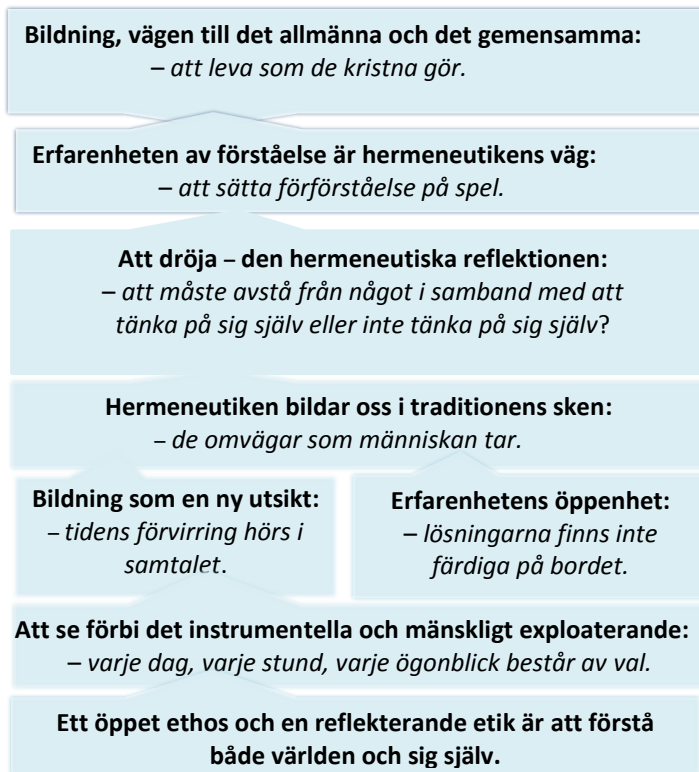 Bildning, vägen till det allmänna och det gemensamma:
– att leva som de kristna gör.
Erfarenheten av förståelse är hermeneutikens väg:
– att sätta förförståelse på spel.
Att dröja – den hermeneutiska reflektionen:
– att måste avstå från något i samband med att
tänka på sig själv eller inte tänka på sig själv?
Hermeneutiken bildar oss i traditionens sken:
– de omvägar som människan tar.
Bildning som en ny utsikt:
– tidens förvirring hörs i
samtalet.
Erfarenhetens öppenhet:
– lösningarna finns inte
färdiga på bordet.
Att se förbi det instrumentella och mänskligt exploaterande:
– varje dag, varje stund, varje ögonblick består av val.
Ett öppet ethos och en reflekterande etik är att förstå
både världen och sig själv.